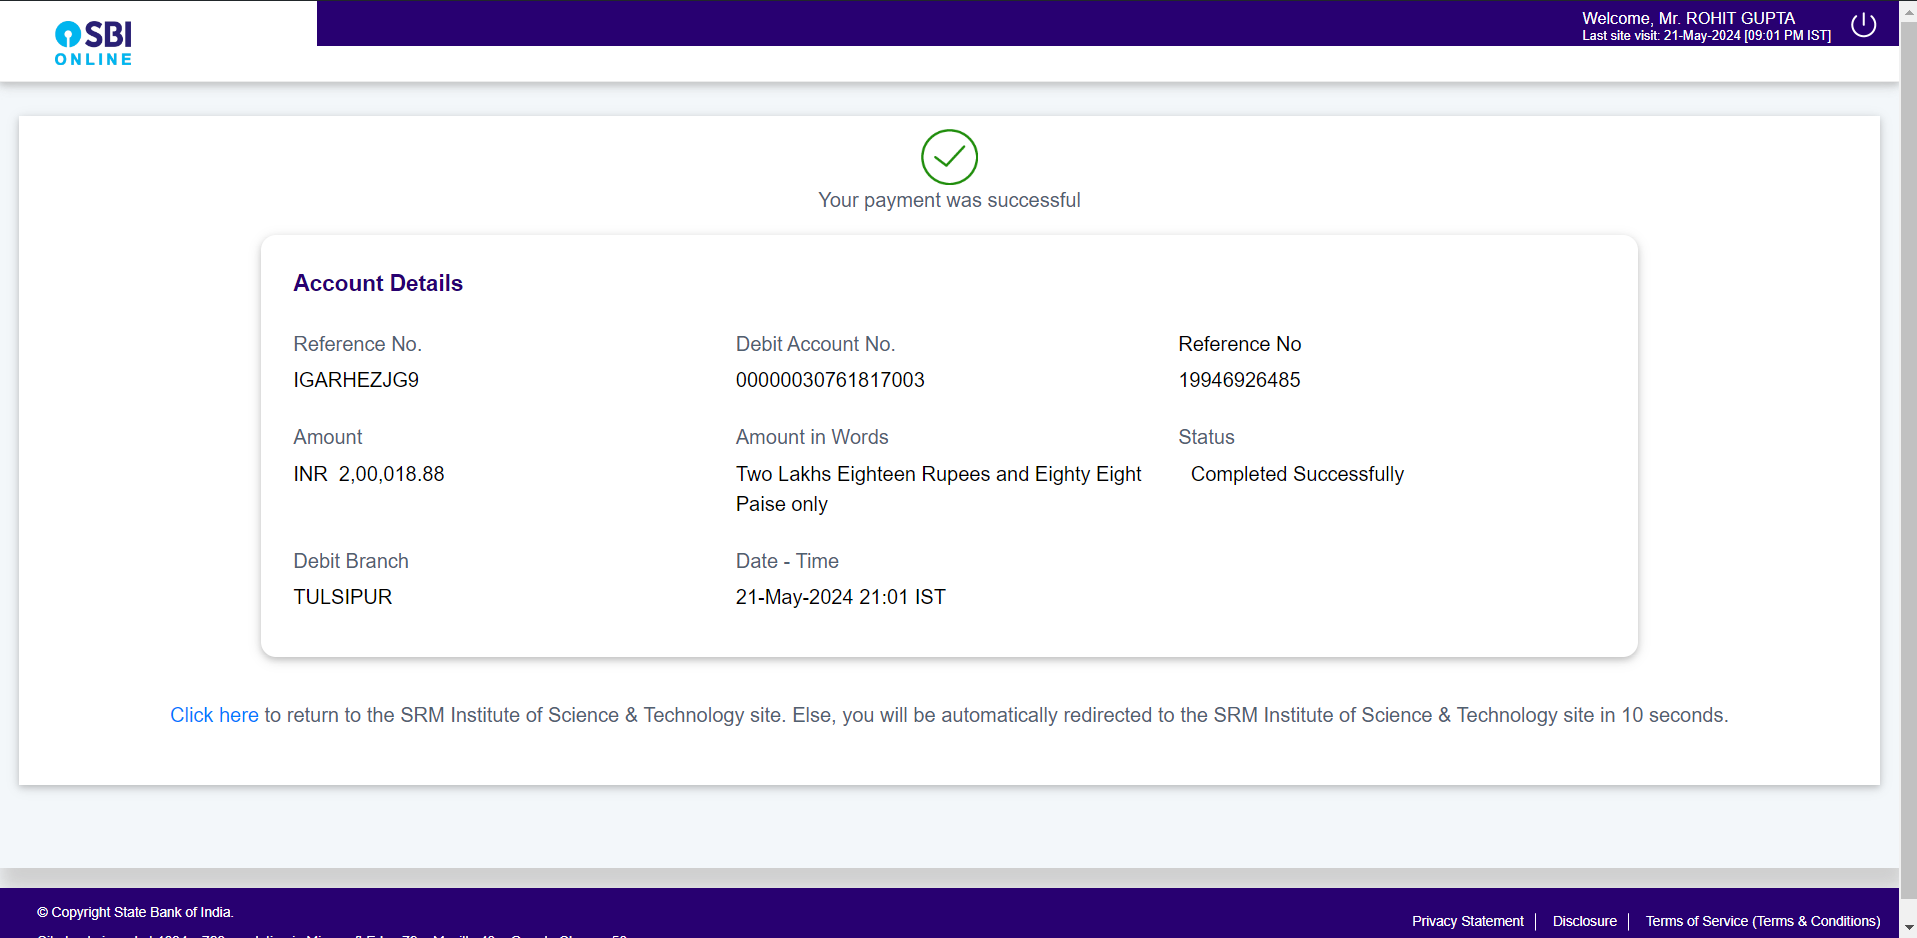 SBI
ONLINE
Welcome, Mr. ROHIT GUPTA
Last site visit: 21-May-2024 [09:01 PM IST]
Your payment was successful
Account Details
Reference No.
IGARHEZJG9
Debit Account No.
00000030761817003
Reference No
19946926485
Amount
INR 2,00,018.88
Amount in Words
Two Lakhs Eighteen Rupees and Eighty Eight
Paise only
Status
Completed Successfully
Debit Branch
TULSIPUR
Date - Time
21-May-2024 21:01 IST
Click here to return to the SRM Institute of Science & Technology site. Else, you will be automatically redirected to the SRM Institute of Science & Technology site in 10 seconds.
© Copyright State Bank of India.
Privacy Statement
Disclosure
Terms of Service (Terms & Conditions)